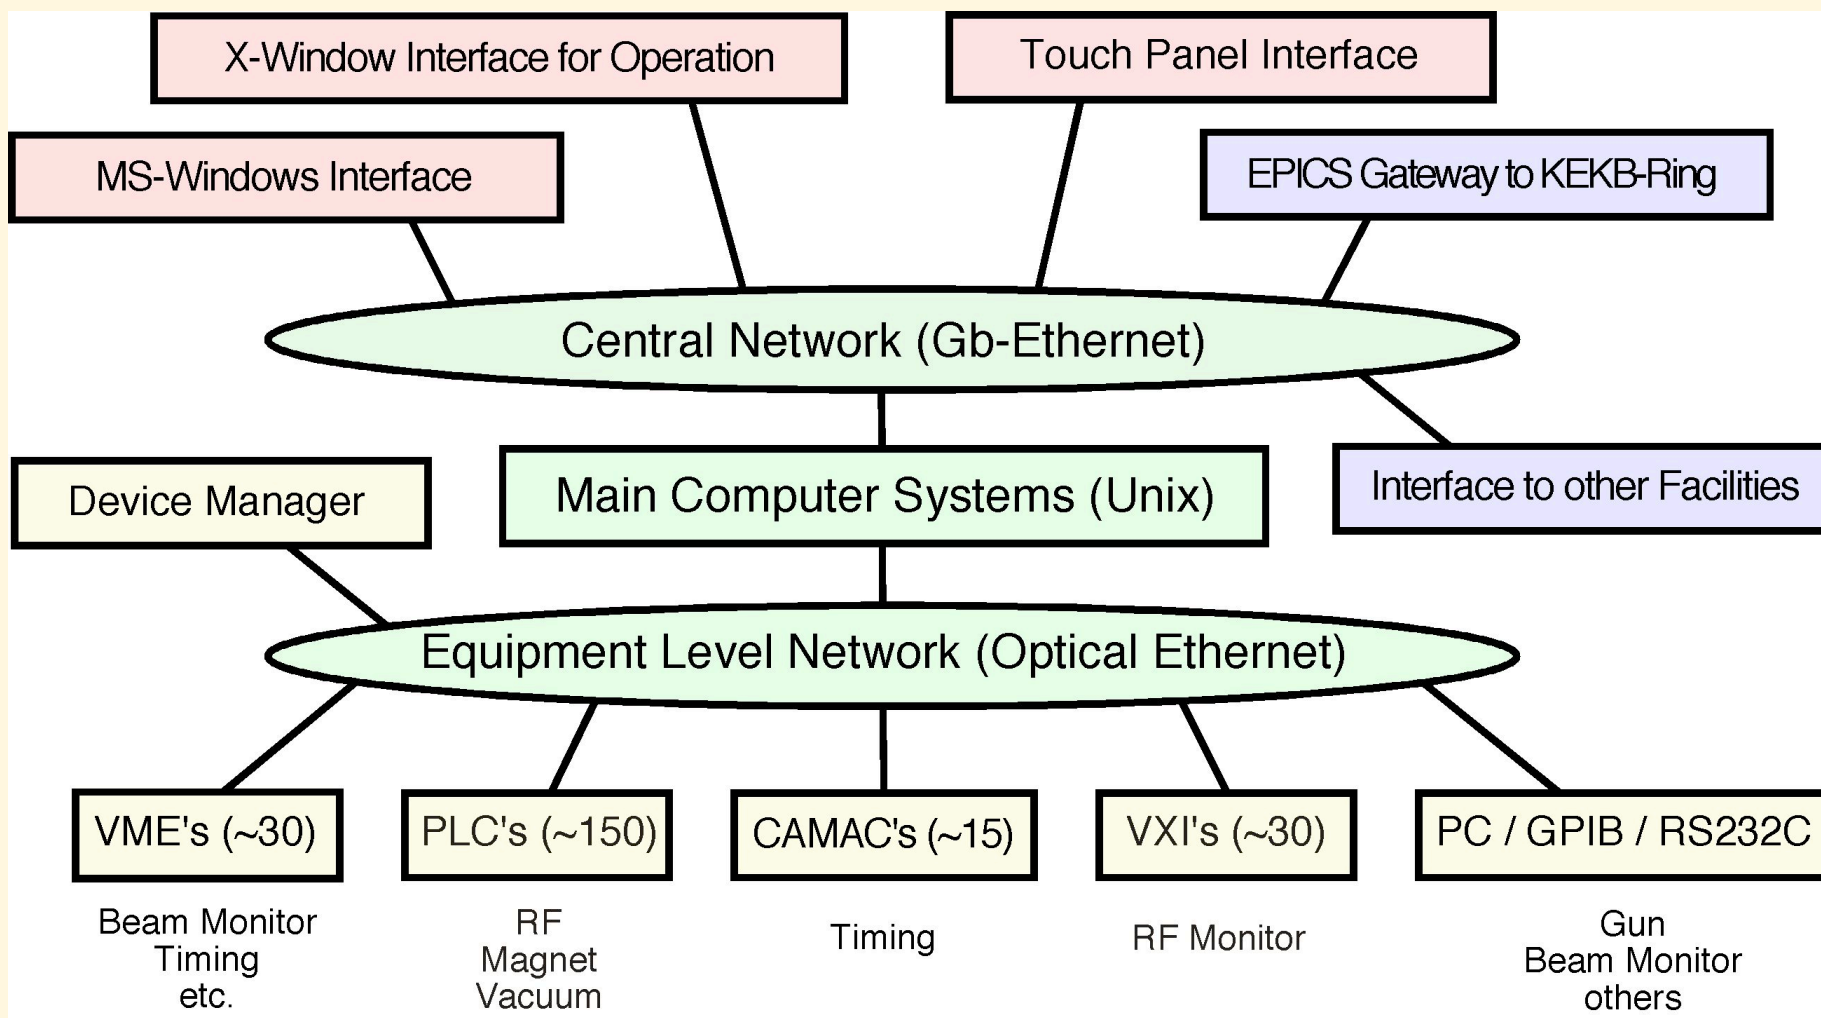 X-Window Interface for Operation
Touch Panel Interface
MS-Windows Interface
EPICS Gateway to KEKB-Ring
Central Network (Gb-Ethernet)
Device Manager
Main Computer Systems (Unix)
Interface to other Facilities
Equipment Level Network (Optical Ethernet)
VME's (~30)
PLC's (~150)
CAMAC's (~15)
VXI's (~30)
PC / GPIB / RS232C
Beam Monitor
Timing
etc.
RF
Magnet
Vacuum
Timing
RF Monitor
Gun
Beam Monitor
others